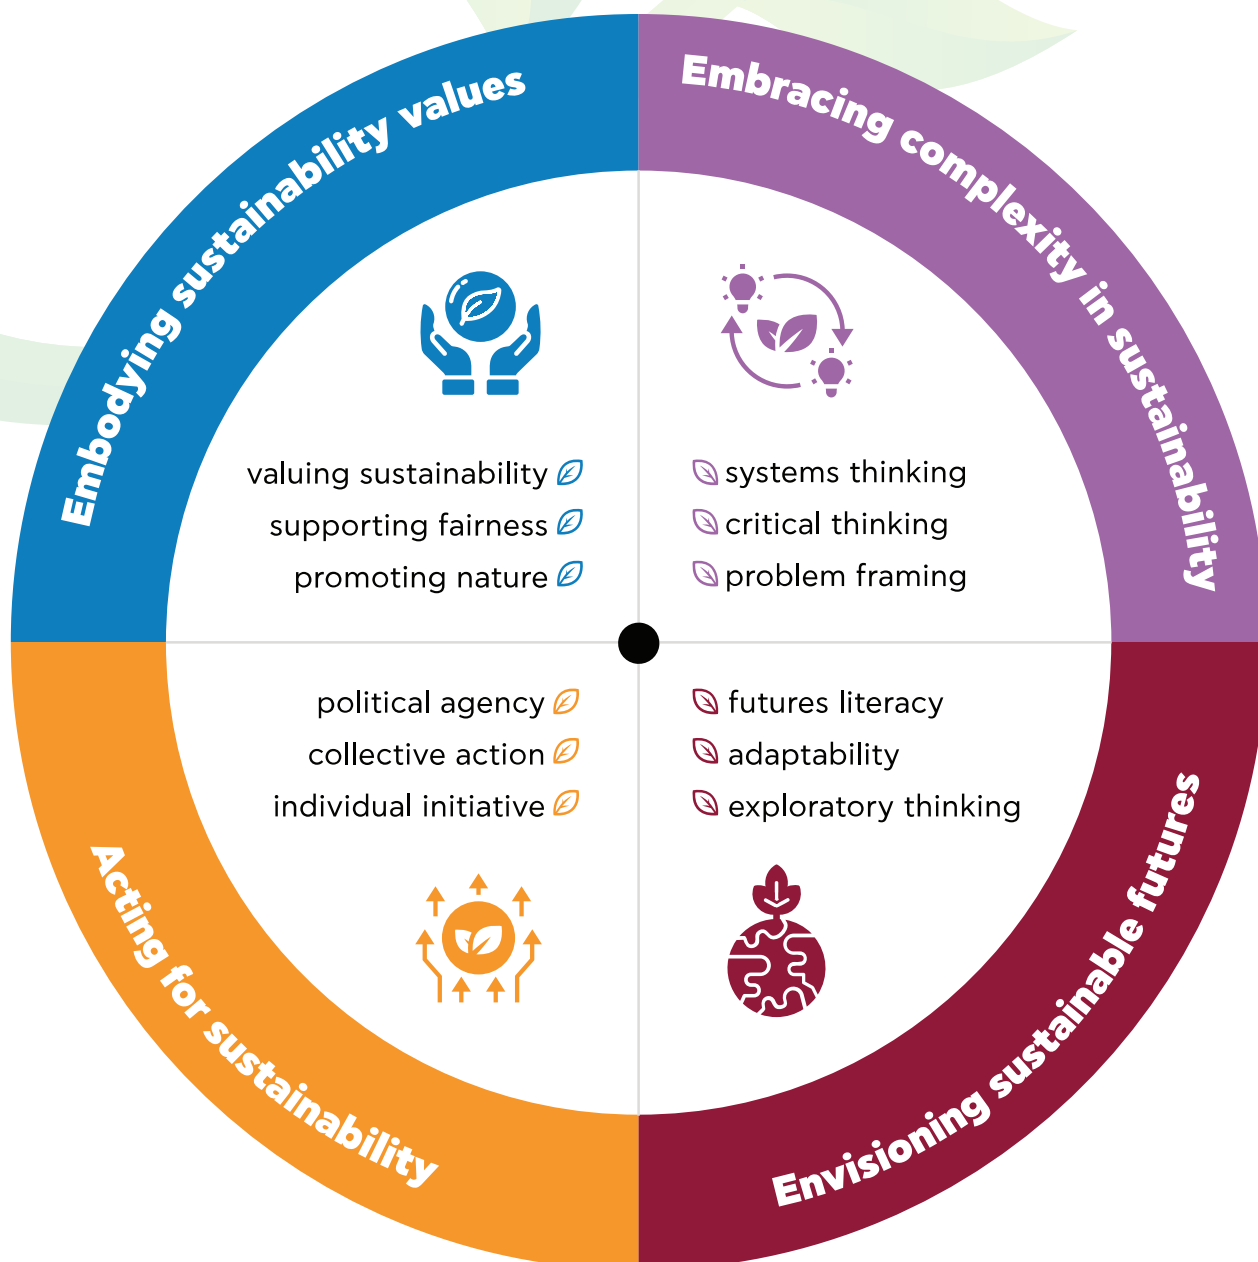 Embodying sustainability values
valuing sustainability
supporting fairness
promoting nature
Embracing complexity in sustainability
systems thinking
critical thinking
problem framing
Acting for sustainability
political agency
collective action
individual initiative
Envisioning sustainable futures
futures literacy
adaptability
exploratory thinking